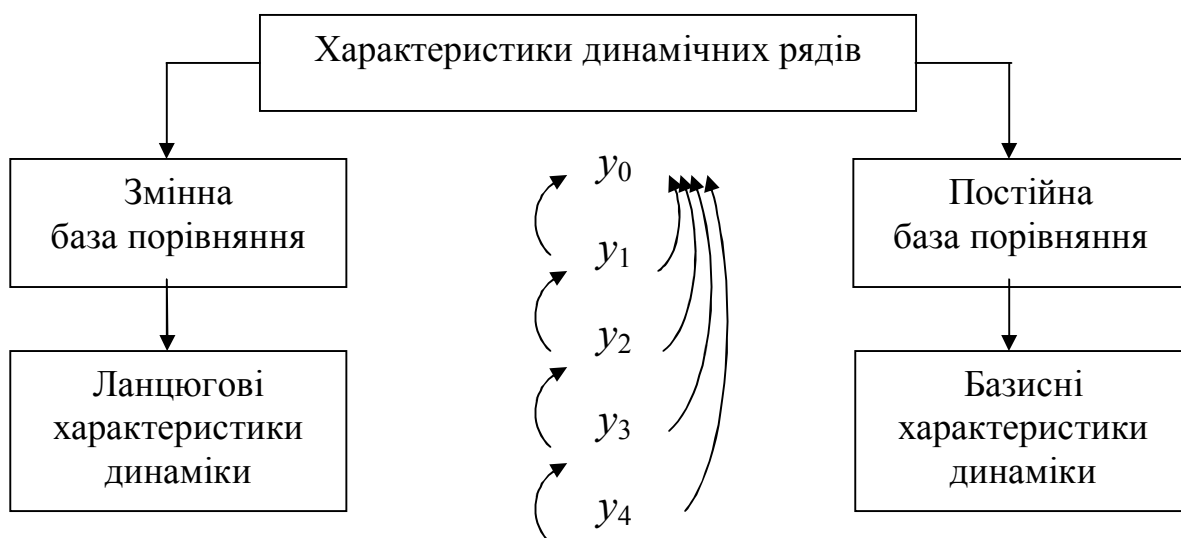 Характеристики динамічних рядів
Змінна
база порівняння
Ланцюгові
характеристики
динаміки
y0
y1
y2
y3
y4
Постійна
база порівняння
Базисні
характеристики
динаміки